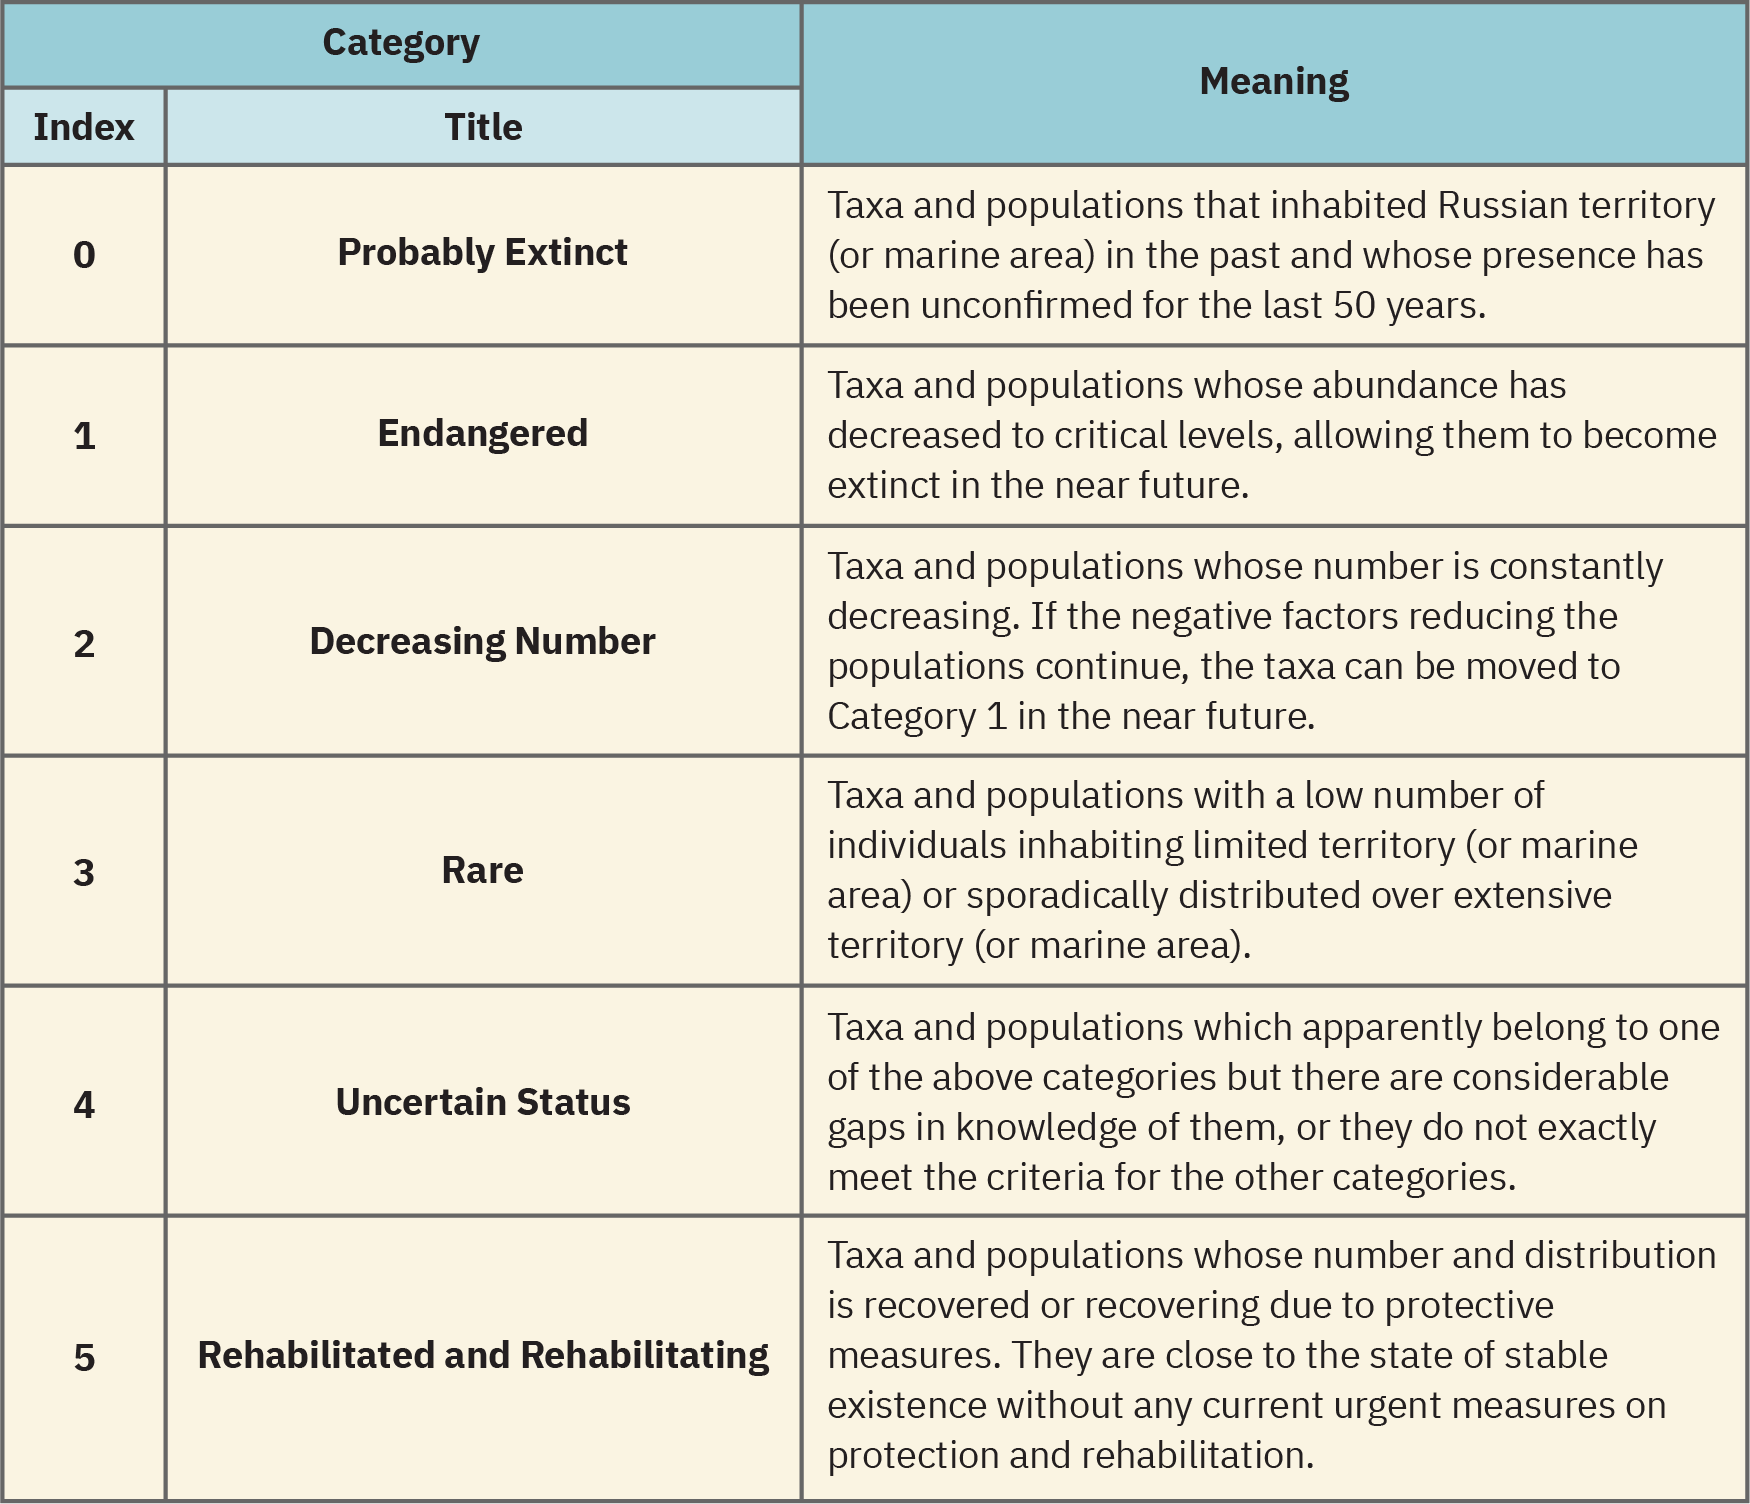 Category
Meaning
Index
Title
0
Probably Extinct
Taxa and populations that inhabited Russian territory
(or marine area) in the past and whose presence has
been unconfirmed for the last 50 years.
1
Endangered
Taxa and populations whose abundance has
decreased to critical levels, allowing them to become
extinct in the near future.
2
Decreasing Number
Taxa and populations whose number is constantly
decreasing. If the negative factors reducing the
populations continue, the taxa can be moved to
Category 1 in the near future.
3
Rare
Taxa and populations with a low number of
individuals inhabiting limited territory (or marine
area) or sporadically distributed over extensive
territory (or marine area).
4
Uncertain Status
Taxa and populations which apparently belong to one
of the above categories but there are considerable
gaps in knowledge of them, or they do not exactly
meet the criteria for the other categories.
5
Rehabilitated and Rehabilitating
Taxa and populations whose number and distribution
is recovered or recovering due to protective
measures. They are close to the state of stable
existence without any current urgent measures on
protection and rehabilitation.